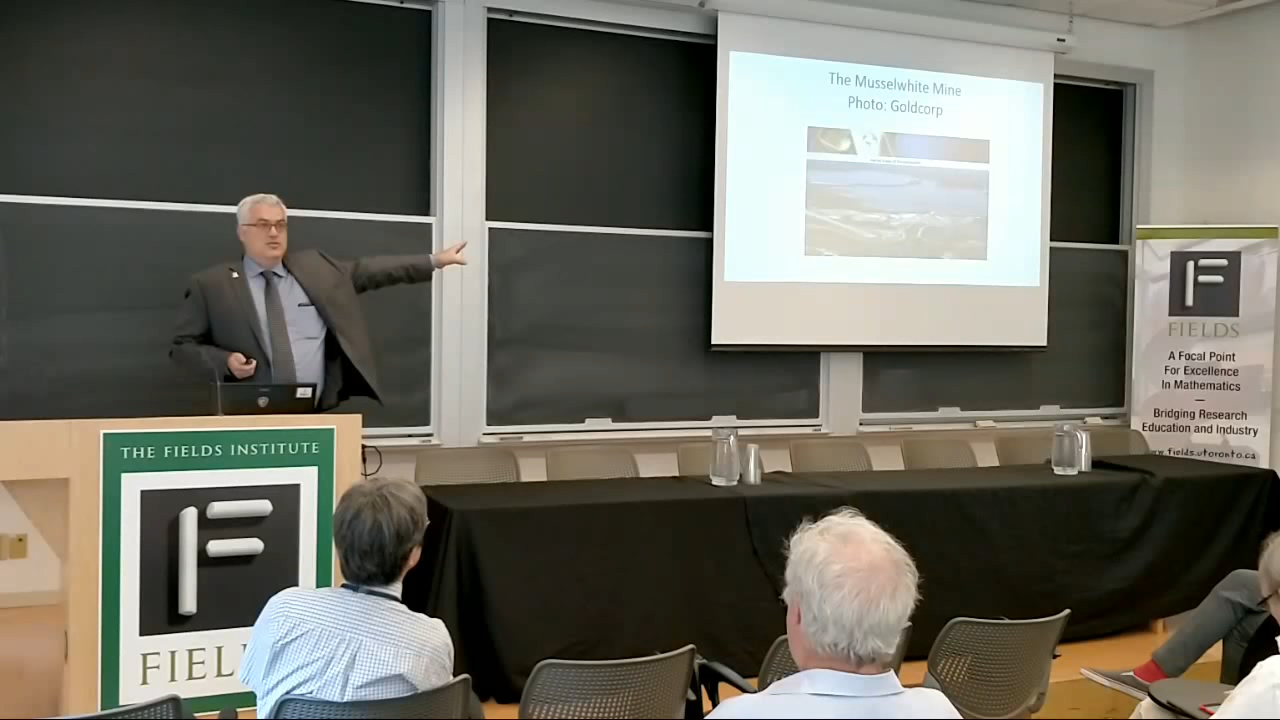 The Musselwhite Mine
Photo: Goldcorp
FIELDS
A Focal Point
For Excellence
In Mathematics
Bridging Research
Education and Industry
www.fields.utoronto.ca
THE FIELDS INSTITUTE